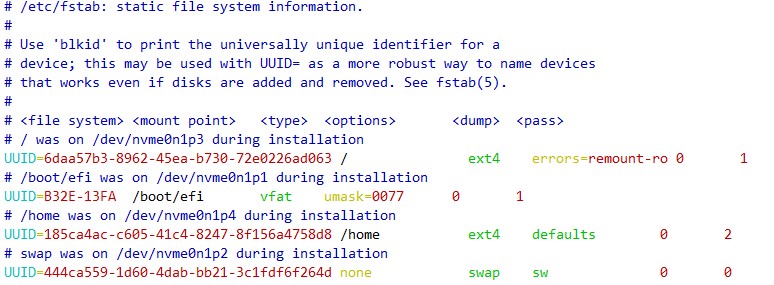 # /etc/fstab: static file system information.
#
# Use 'blkid' to print the universally unique identifier for a
# device; this may be used with UUID= as a more robust way to name devices
# that works even if disks are added and removed. See fstab(5).
#
# <file system> <mount point>   <type>  <options>       <dump>  <pass>
# / was on /dev/nvme0n1p3 during installation
UUID=6daa57b3-8962-45ea-b730-72e0226ad063 /               ext4    errors=remount-ro 0       1
# /boot/efi was on /dev/nvme0n1p1 during installation
UUID=B32E-13FA  /boot/efi       vfat    umask=0077      0       1
# /home was on /dev/nvme0n1p4 during installation
UUID=185ca4ac-c605-41c4-8247-8f156a4758d8 /home           ext4    defaults        0       2
# swap was on /dev/nvme0n1p2 during installation
UUID=444ca559-1d60-4dab-bb21-3c1fdf6f264d none            swap    sw              0       0